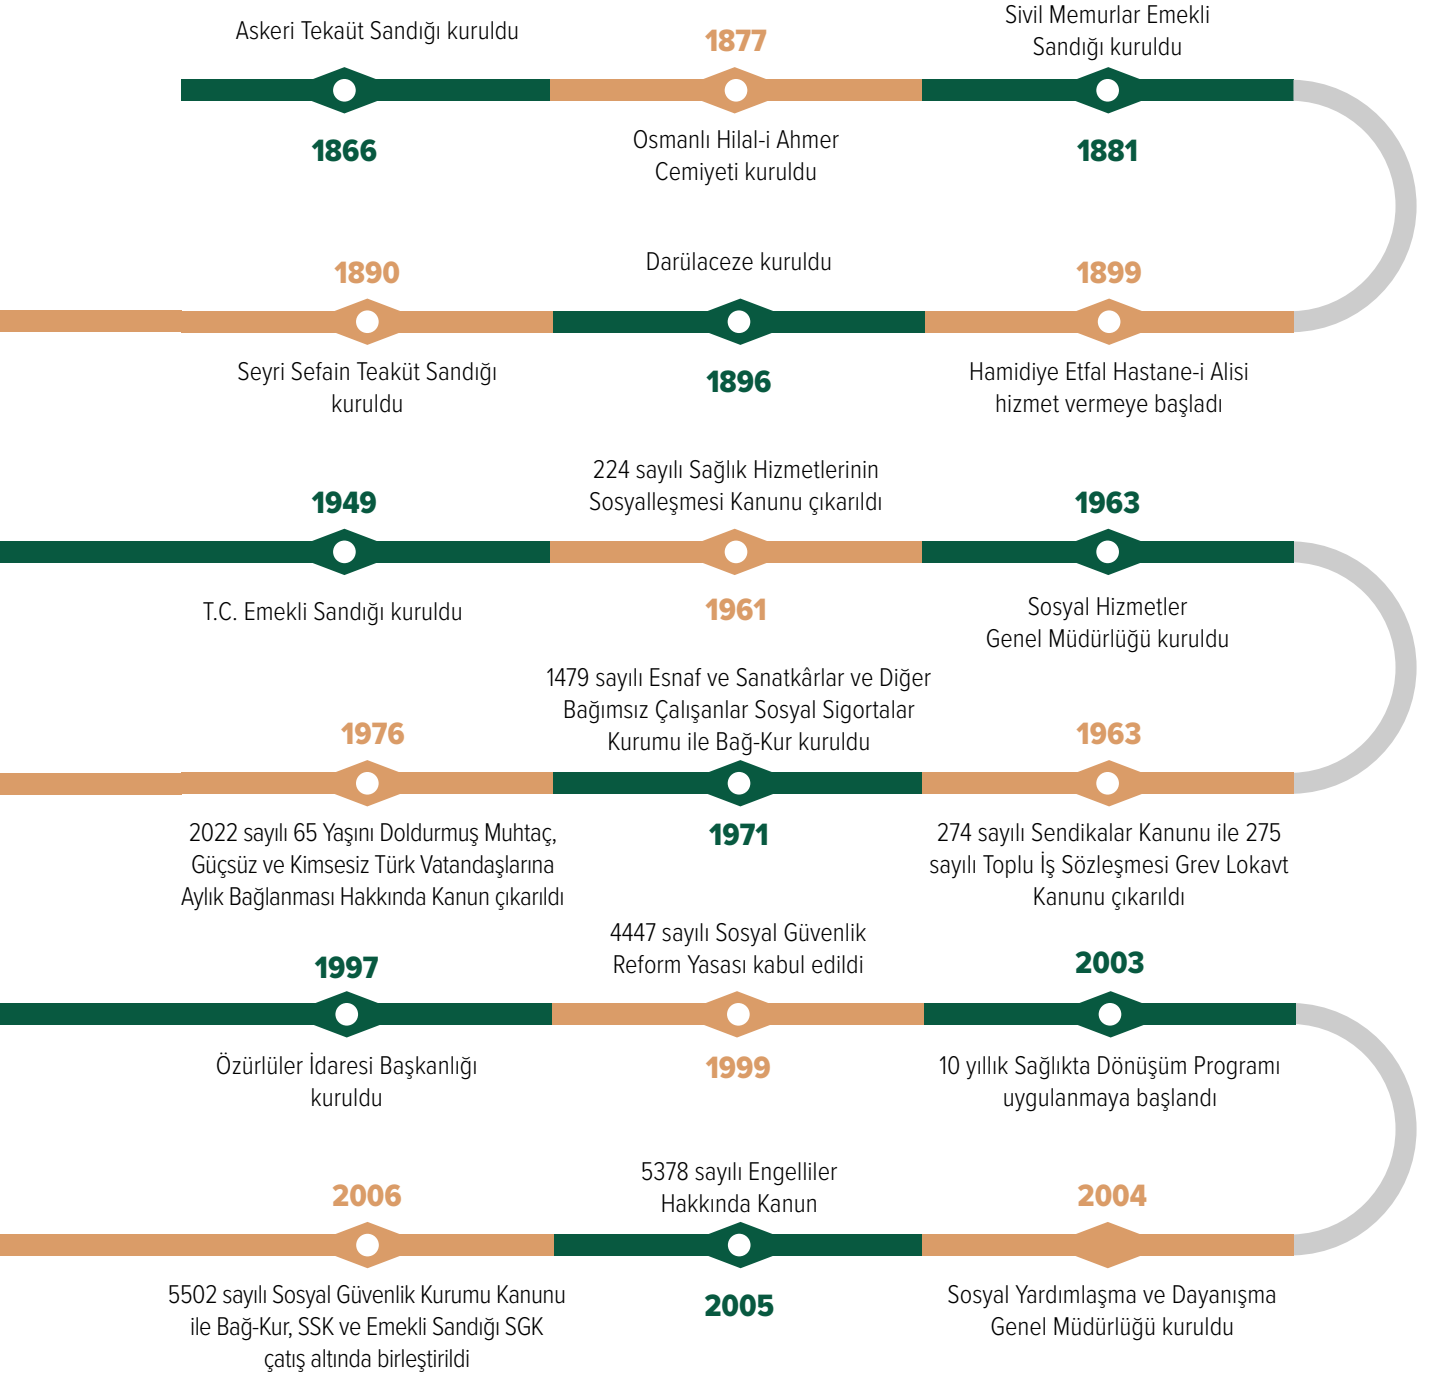 Askeri Tekaüt Sandığı kuruldu
1866
1877
Osmanlı Hilal-i Ahmer
Cemiyeti kuruldu
Sivil Memurlar Emekli
Sandığı kuruldu
1881
1890
Seyri Sefain Teaküt Sandığı
kuruldu
Darülaceze kuruldu
1896
1899
Hamidiye Etfal Hastane-i Alisi
hizmet vermeye başladı
1949
T.C. Emekli Sandığı kuruldu
224 sayılı Sağlık Hizmetlerinin
Sosyalleşmesi Kanunu çıkarıldı
1961
1963
Sosyal Hizmetler
Genel Müdürlüğü kuruldu
1976
2022 sayılı 65 Yaşını Doldurmuş Muhtaç,
Güçsüz ve Kimsesiz Türk Vatandaşlarına
Aylık Bağlanması Hakkında Kanun çıkarıldı
1479 sayılı Esnaf ve Sanatkârlar ve Diğer
Bağımsız Çalışanlar Sosyal Sigortalar
Kurumu ile Bağ-Kur kuruldu
1971
1963
274 sayılı Sendikalar Kanunu ile 275
sayılı Toplu İş Sözleşmesi Grev Lokavt
Kanunu çıkarıldı
1997
Özürlüler İdaresi Başkanlığı
kuruldu
4447 sayılı Sosyal Güvenlik
Reform Yasası kabul edildi
1999
2003
10 yıllık Sağlıkta Dönüşüm Programı
uygulanmaya başlandı
2006
5502 sayılı Sosyal Güvenlik Kurumu Kanunu
ile Bağ-Kur, SSK ve Emekli Sandığı SGK
çatış altında birleştirildi
5378 sayılı Engelliler
Hakkında Kanun
2005
2004
Sosyal Yardımlaşma ve Dayanışma
Genel Müdürlüğü kuruldu